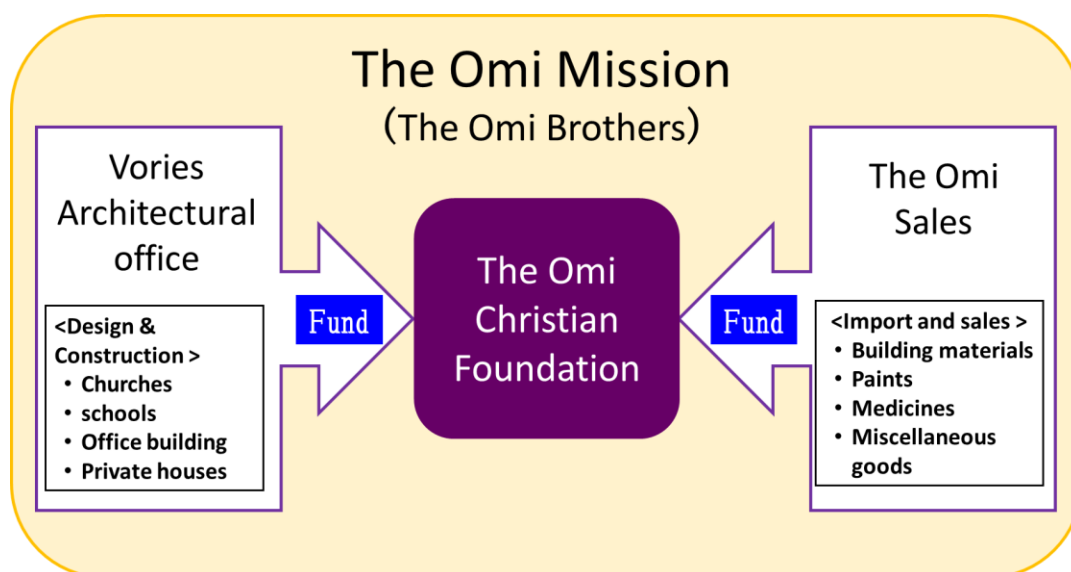 The Omi Mission
(The Omi Brothers)
Vories
Architectural
office
<Design &
Construction >
・ Churches
・ schools
・ Office building
・ Private houses
Fund
The Omi
Christian
Foundation
Fund
The Omi
Sales
<Import and sales >
・ Building materials
・ Paints
・ Medicines
・ Miscellaneous
goods